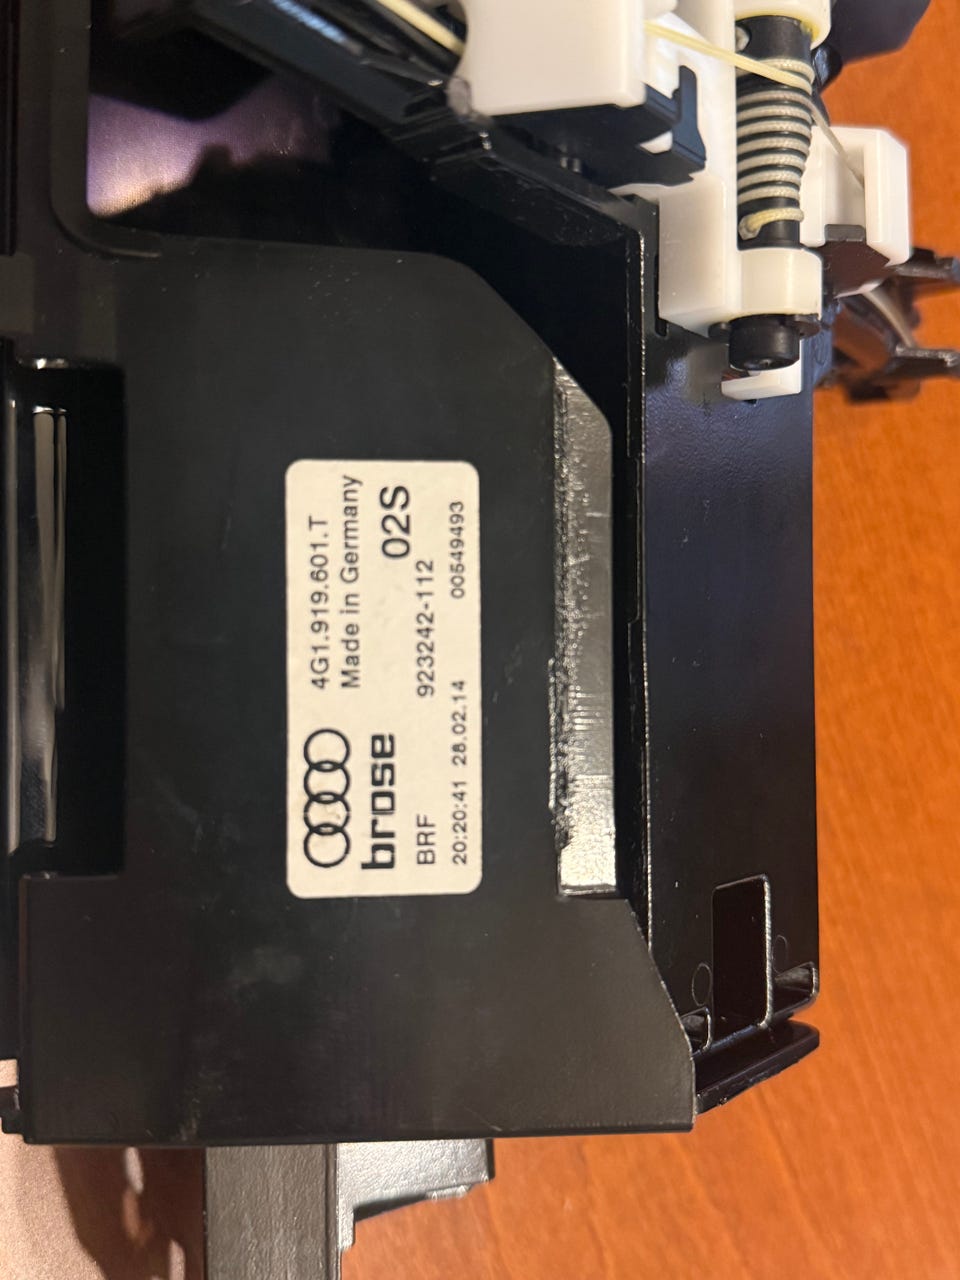 4G1.919.601.T
Made in Germany
brose
02S
BRF
923242-112
20:20:41 28.02.14
00549493